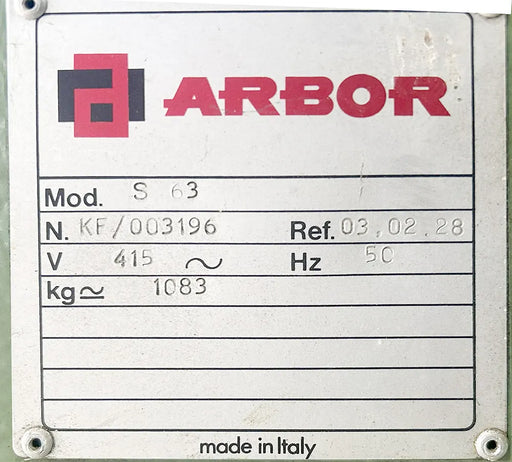 ARBOR
Mod. S 63
N. KF/003196 Ref. 03.02.28
V 415 ~ Hz 50
kg≃ 1083
made in Italy